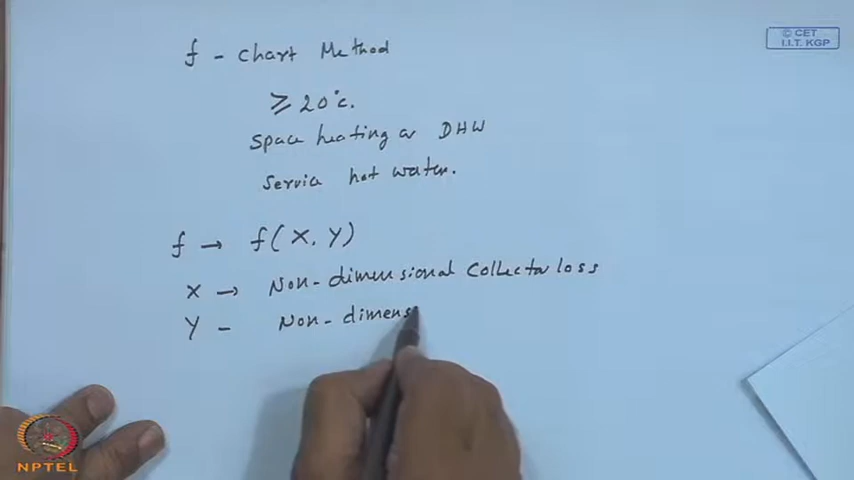 © CET
I.I.T. KGP
f - chart Method
≥ 20°c.
Space heating or DHW
Service hot water.
f → f(X, Y)
X → Non-dimensional Collector loss
Y - Non-dimens
NPTEL